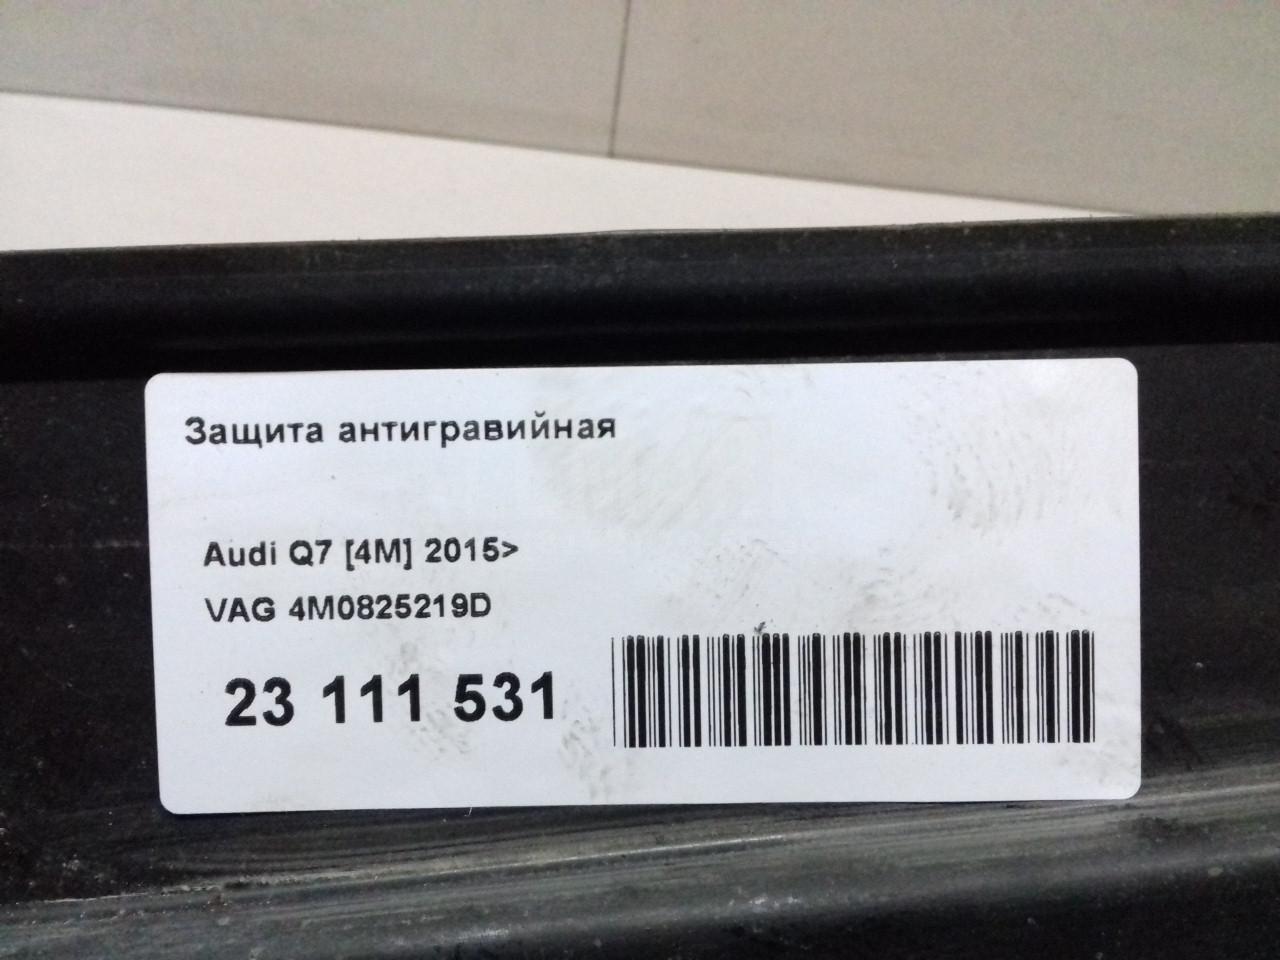 Защита антигравийная
Audi Q7 [4M] 2015>
VAG 4M0825219D
23 111 531